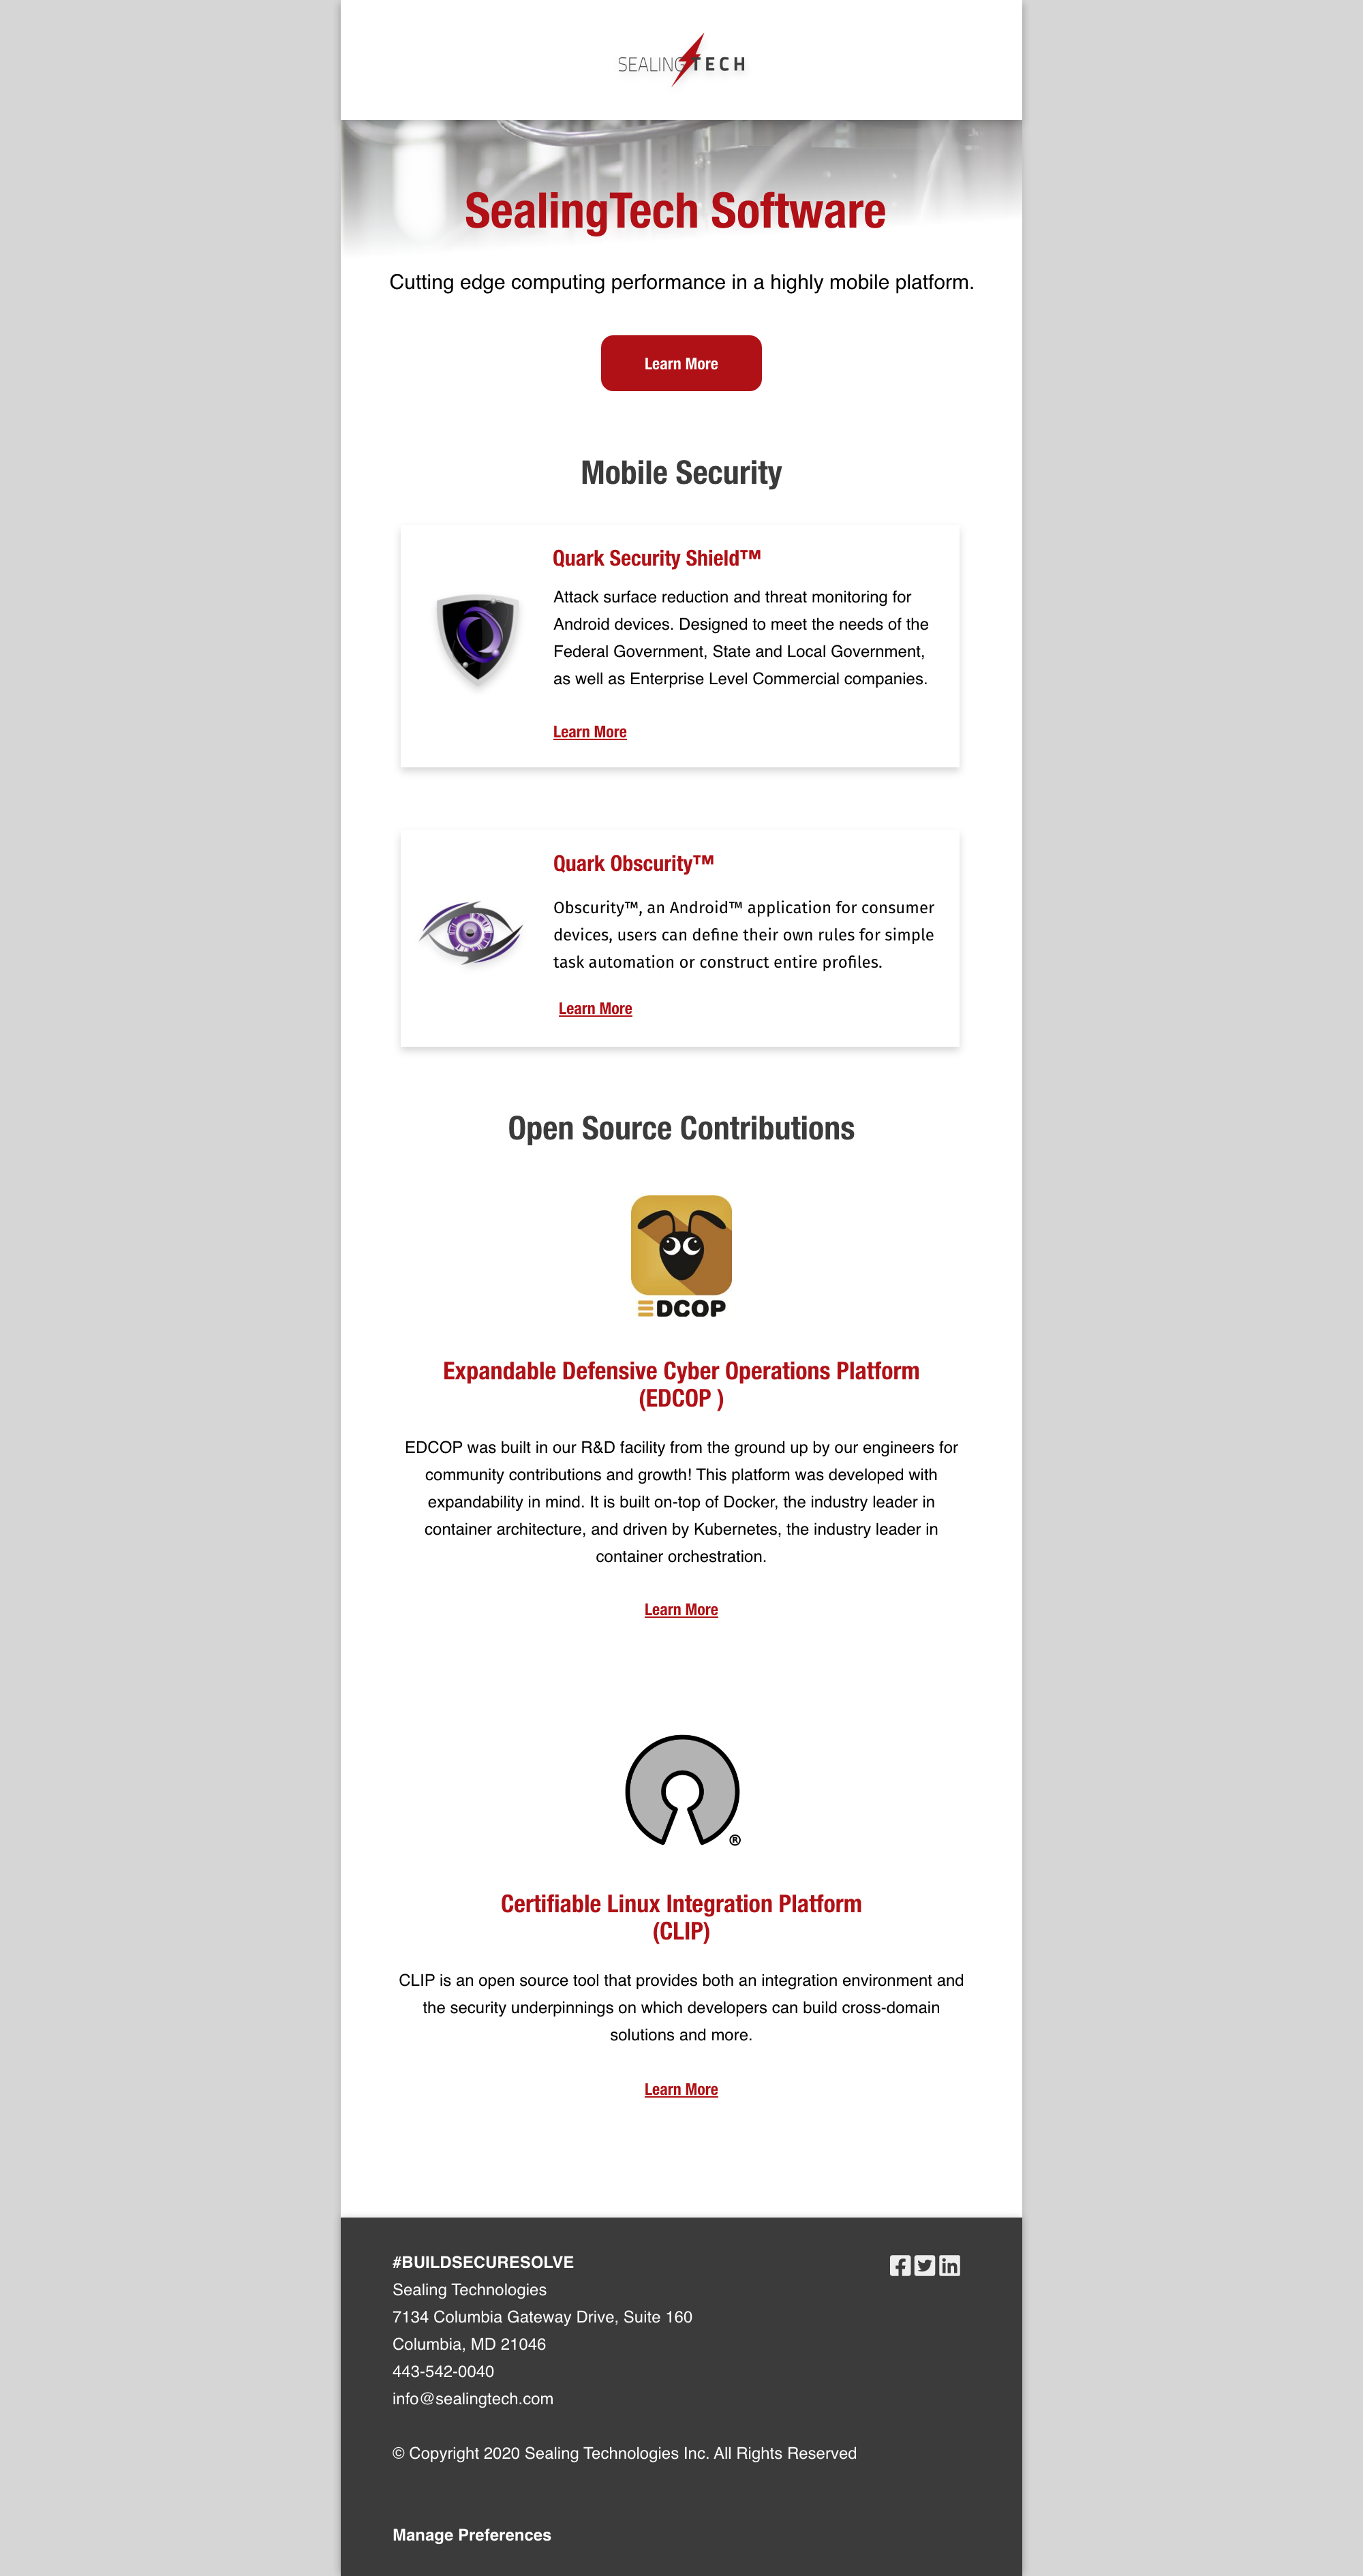 SEALING TECH
SealingTech Software
Cutting edge computing performance in a highly mobile platform.
Learn More
Mobile Security
Quark Security Shield™
Attack surface reduction and threat monitoring for
Android devices. Designed to meet the needs of the
Federal Government, State and Local Government,
as well as Enterprise Level Commercial companies.
Learn More
Quark Obscurity™
Obscurity™, an Android™ application for consumer
devices, users can define their own rules for simple
task automation or construct entire profiles.
Learn More
Open Source Contributions
EDCOP
Expandable Defensive Cyber Operations Platform
(EDCOP )
EDCOP was built in our R&D facility from the ground up by our engineers for
community contributions and growth! This platform was developed with
expandability in mind. It is built on-top of Docker, the industry leader in
container architecture, and driven by Kubernetes, the industry leader in
container orchestration.
Learn More
®
Certifiable Linux Integration Platform
(CLIP)
CLIP is an open source tool that provides both an integration environment and
the security underpinnings on which developers can build cross-domain
solutions and more.
Learn More
#BUILDSECURESOLVE
Sealing Technologies
7134 Columbia Gateway Drive, Suite 160
Columbia, MD 21046
443-542-0040
info@sealingtech.com
© Copyright 2020 Sealing Technologies Inc. All Rights Reserved
Manage Preferences